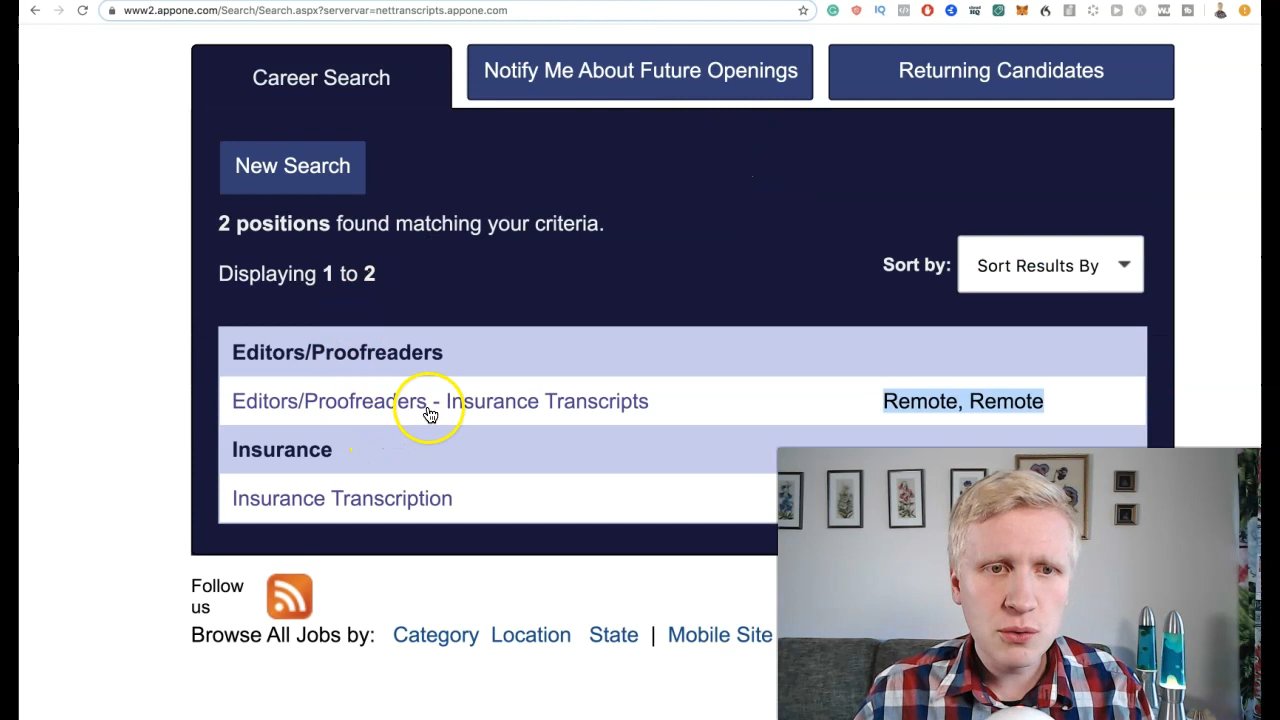 www2.appone.com/Search/Search.aspx?servervar=nettranscripts.appone.com
Career Search
Notify Me About Future Openings
Returning Candidates
New Search
2 positions found matching your criteria.
Displaying 1 to 2
Sort by:
Sort Results By
Editors/Proofreaders
Editors/Proofreaders - Insurance Transcripts
Remote, Remote
Insurance
Insurance Transcription
Follow
us
Browse All Jobs by: Category Location State | Mobile Site